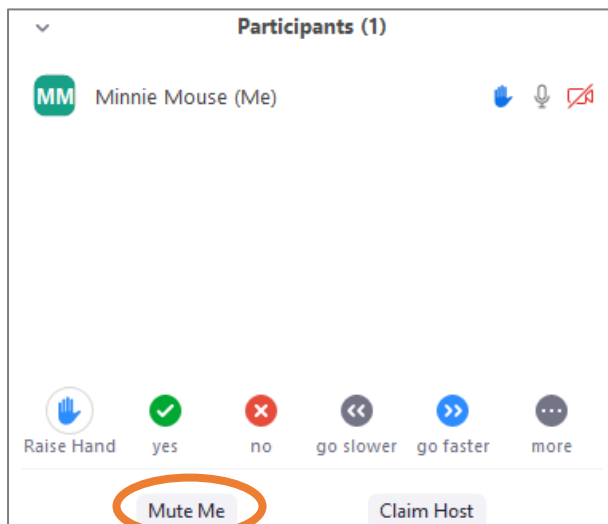 Participants (1)
MM Minnie Mouse (Me)
Raise Hand yes no go slower go faster more
Mute Me Claim Host